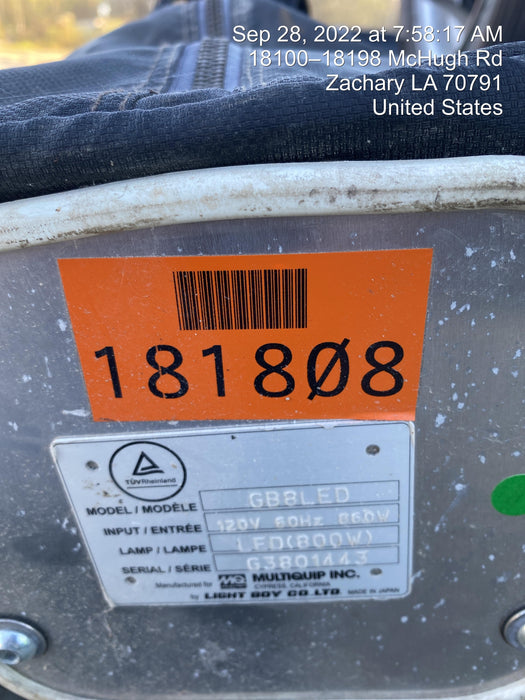 Sep 28, 2022 at 7:58:17 AM
18100–18198 McHugh Rd
Zachary LA 70791
United States
1818Ø8
TÜVRheinland
MODEL / MODÈLE GB8LED
INPUT / ENTRÉE 120V 60Hz 860W
LAMP / LAMPE LED(800W)
SERIAL / SÉRIE G3801443
Manufactured for MQ MULTIQUIP INC.
CYPRESS, CALIFORNIA
by LIGHT BOY CO.LTD. MADE IN JAPAN